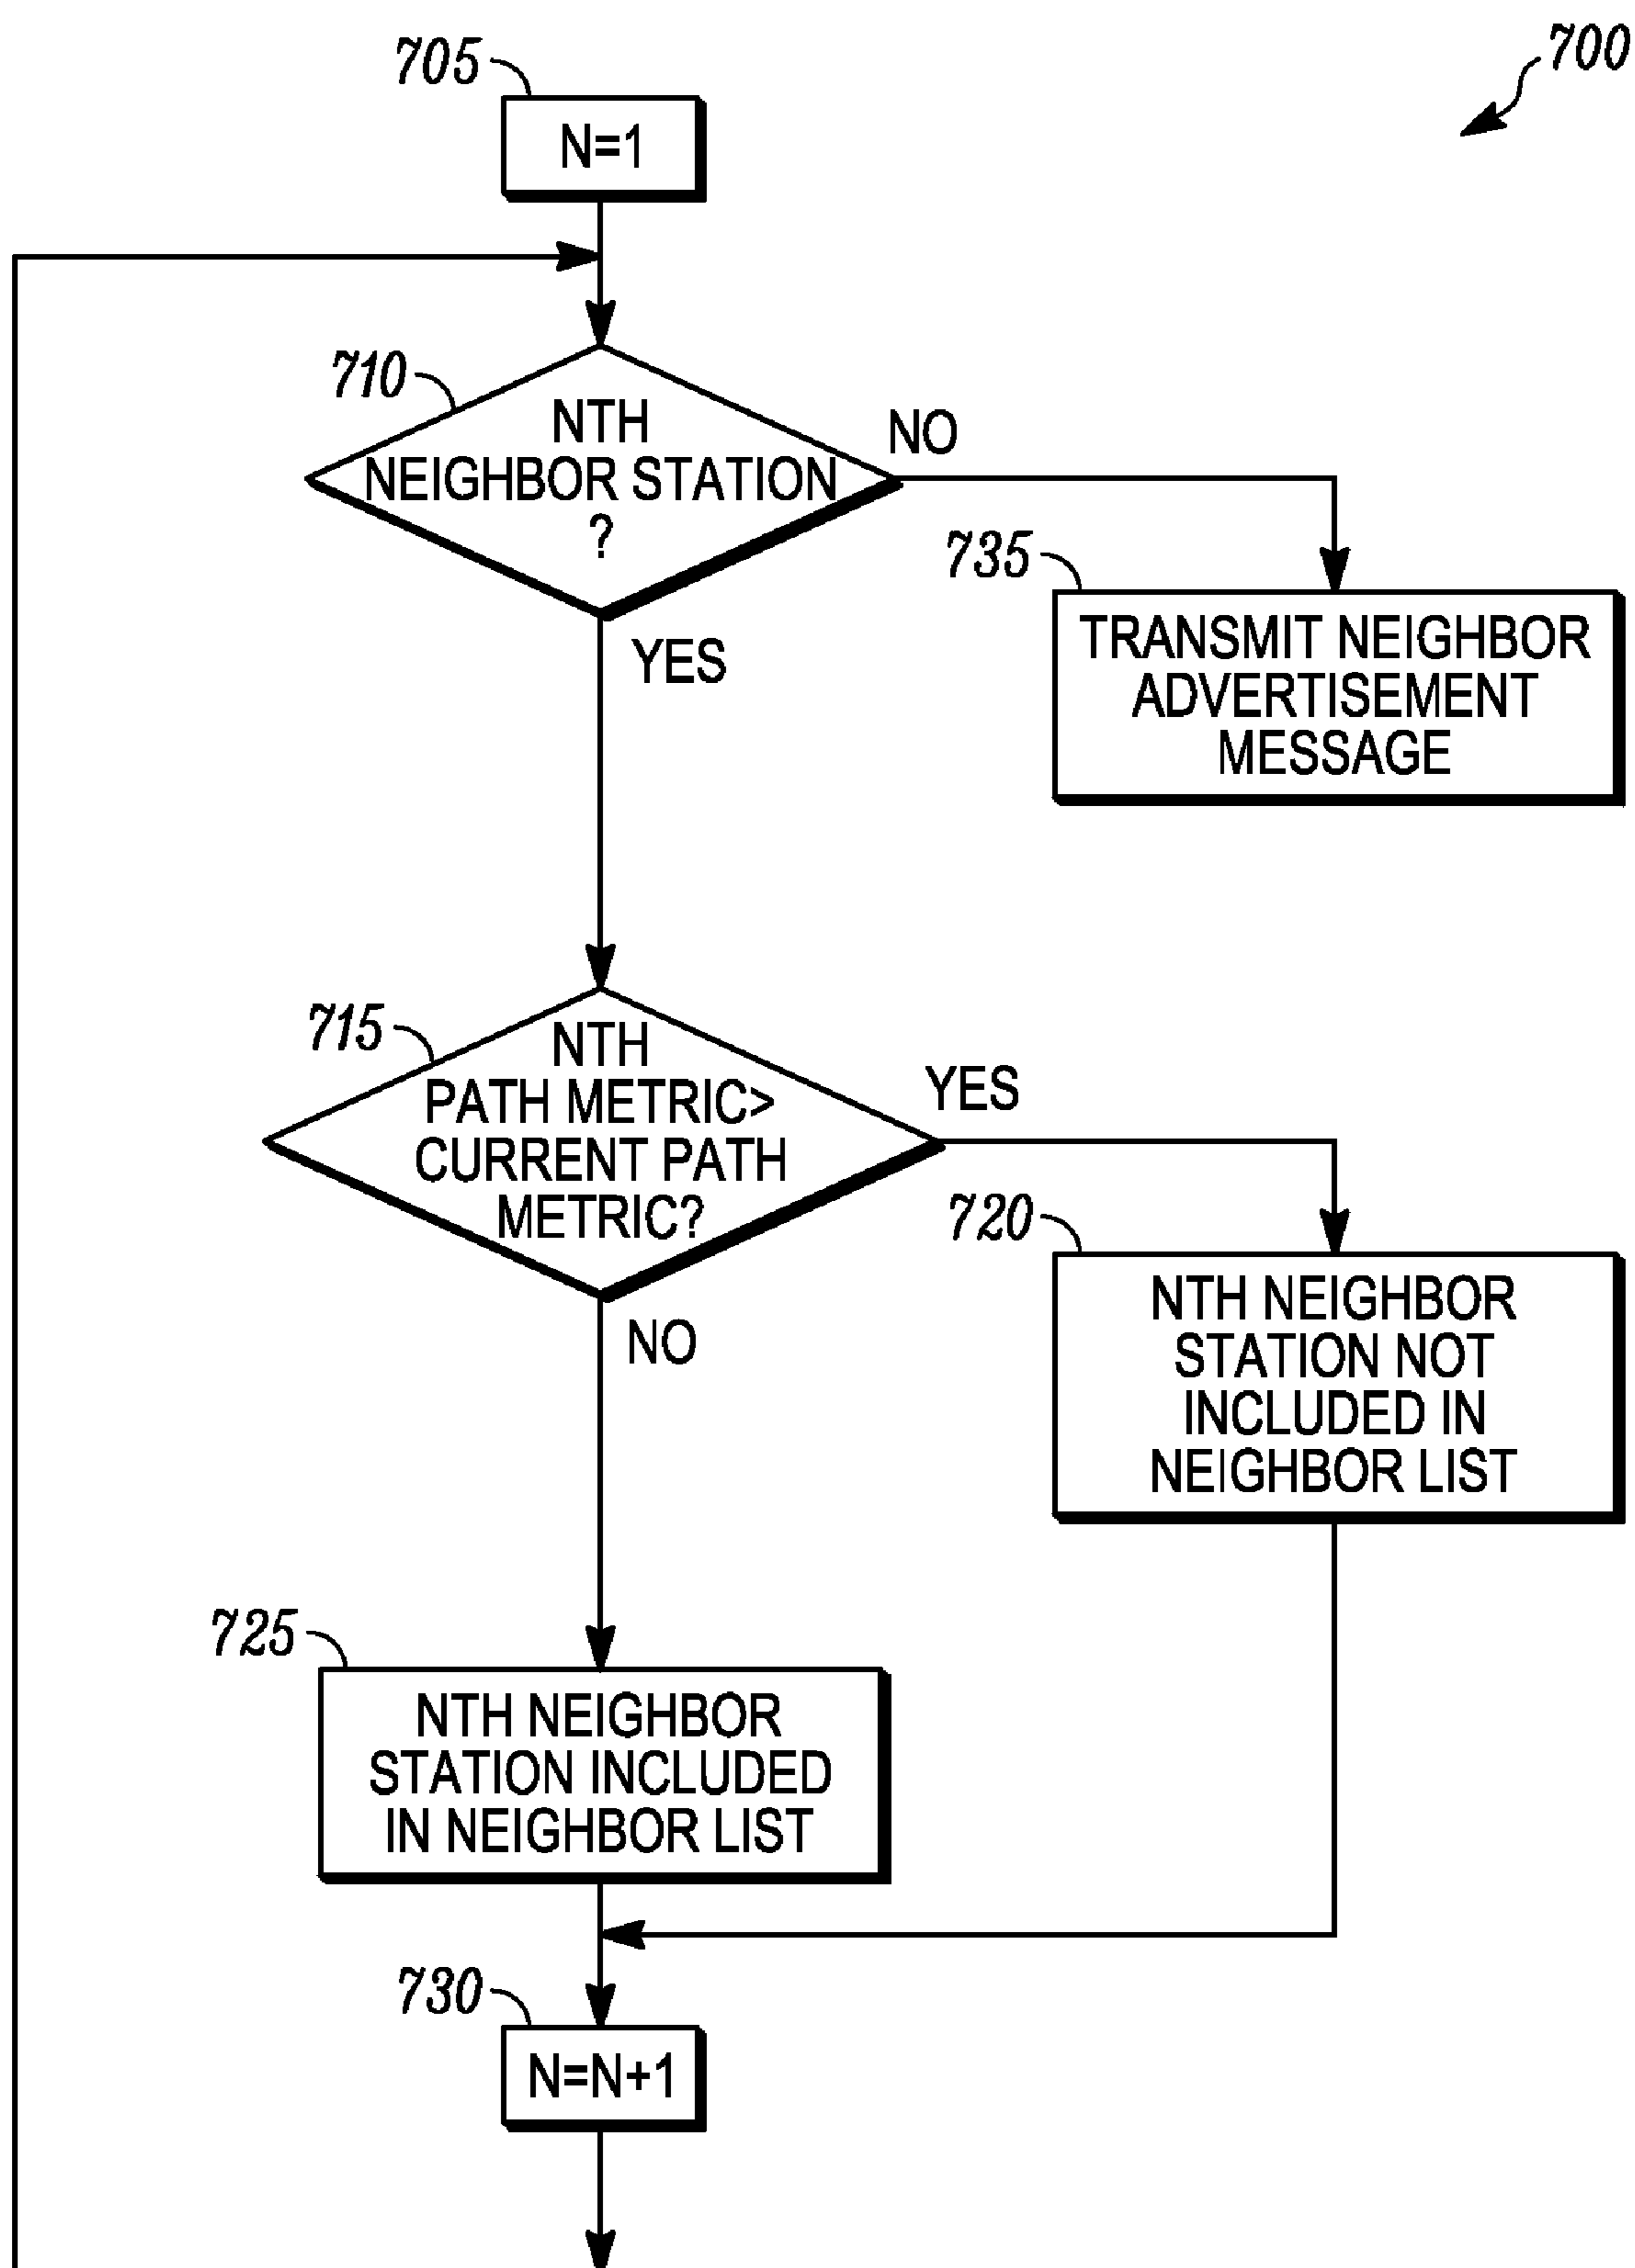 700
705
N=1
710
NTH
NEIGHBOR STATION
?
NO
YES
735
TRANSMIT NEIGHBOR
ADVERTISEMENT
MESSAGE
715
NTH
PATH METRIC>
CURRENT PATH
METRIC?
YES
NO
720
NTH NEIGHBOR
STATION NOT
INCLUDED IN
NEIGHBOR LIST
725
NTH NEIGHBOR
STATION INCLUDED
IN NEIGHBOR LIST
730
N=N+1